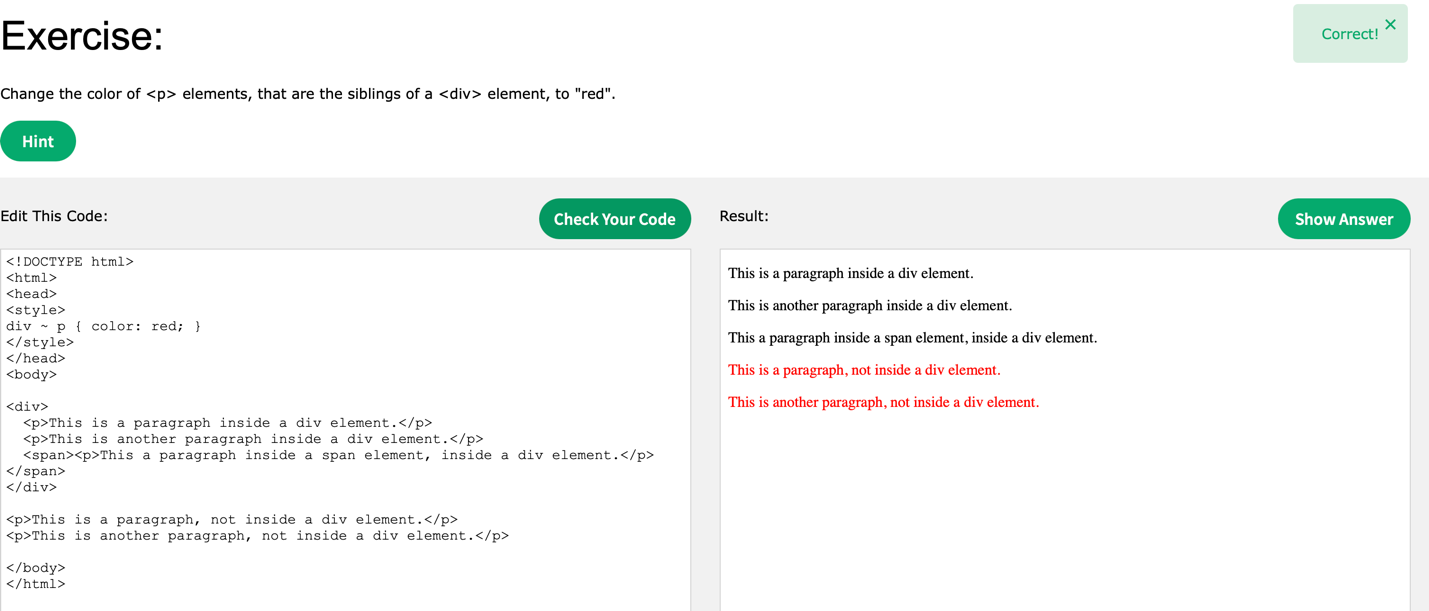 Exercise:
Correct! ×
Change the color of <p> elements, that are the siblings of a <div> element, to "red".
Hint
Edit This Code:
Check Your Code
<!DOCTYPE html>
<html>
<head>
<style>
div ~ p { color: red; }
</style>
</head>
<body>
<div>
<p>This is a paragraph inside a div element.</p>
<p>This is another paragraph inside a div element.</p>
<span><p>This a paragraph inside a span element, inside a div element.</p>
</span>
</div>
<p>This is a paragraph, not inside a div element.</p>
<p>This is another paragraph, not inside a div element.</p>
</body>
</html>
Result:
Show Answer
This is a paragraph inside a div element.
This is another paragraph inside a div element.
This a paragraph inside a span element, inside a div element.
This is a paragraph, not inside a div element.
This is another paragraph, not inside a div element.